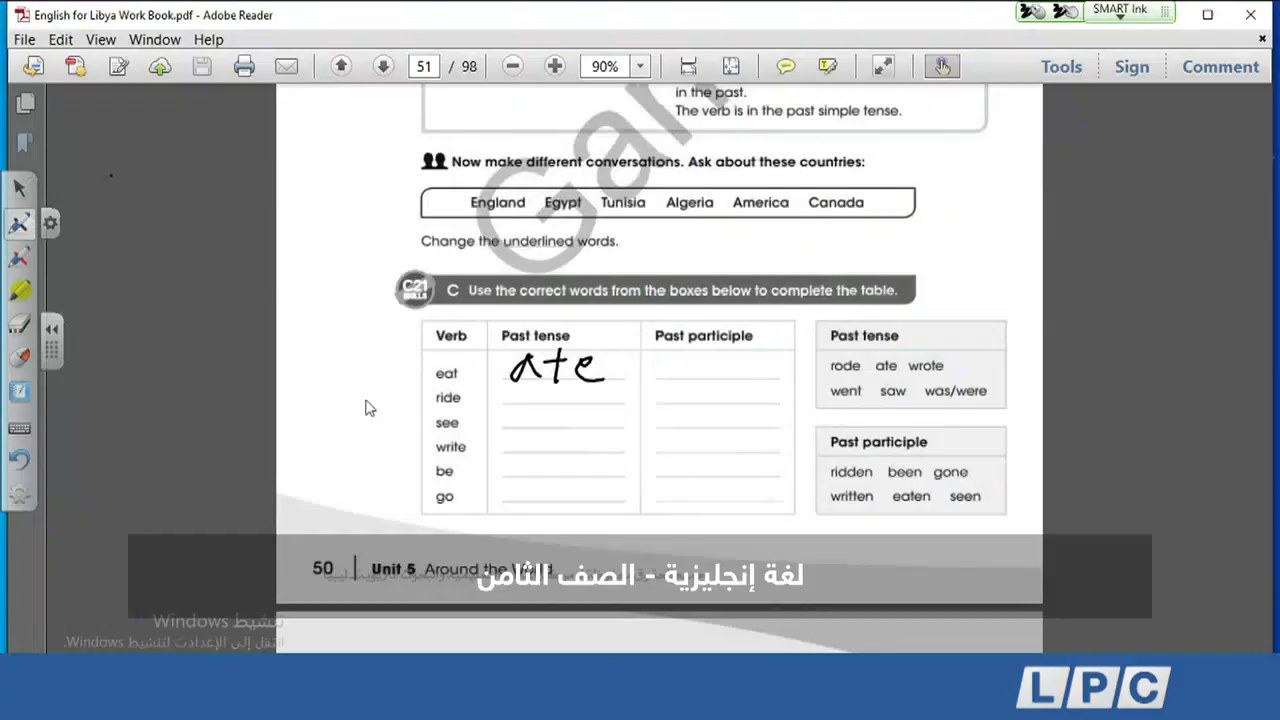 English for Libya Work Book.pdf - Adobe Reader
SMART Ink
File Edit View Window Help
51 / 98 90% Tools Sign Comment
in the past.
The verb is in the past simple tense.
Now make different conversations. Ask about these countries:
England Egypt Tunisia Algeria America Canada
Change the underlined words.
C21 SKILLS C Use the correct words from the boxes below to complete the table.
Verb Past tense Past participle
eat ate
ride
see
write
be
go
Past tense
rode ate wrote
went saw was/were
Past participle
ridden been gone
written eaten seen
50 Unit 5 Around the World
لغة إنجليزية - الصف الثامن
تنشيط Windows
انتقل إلى الإعدادت لتنشيط Windows.
LPC